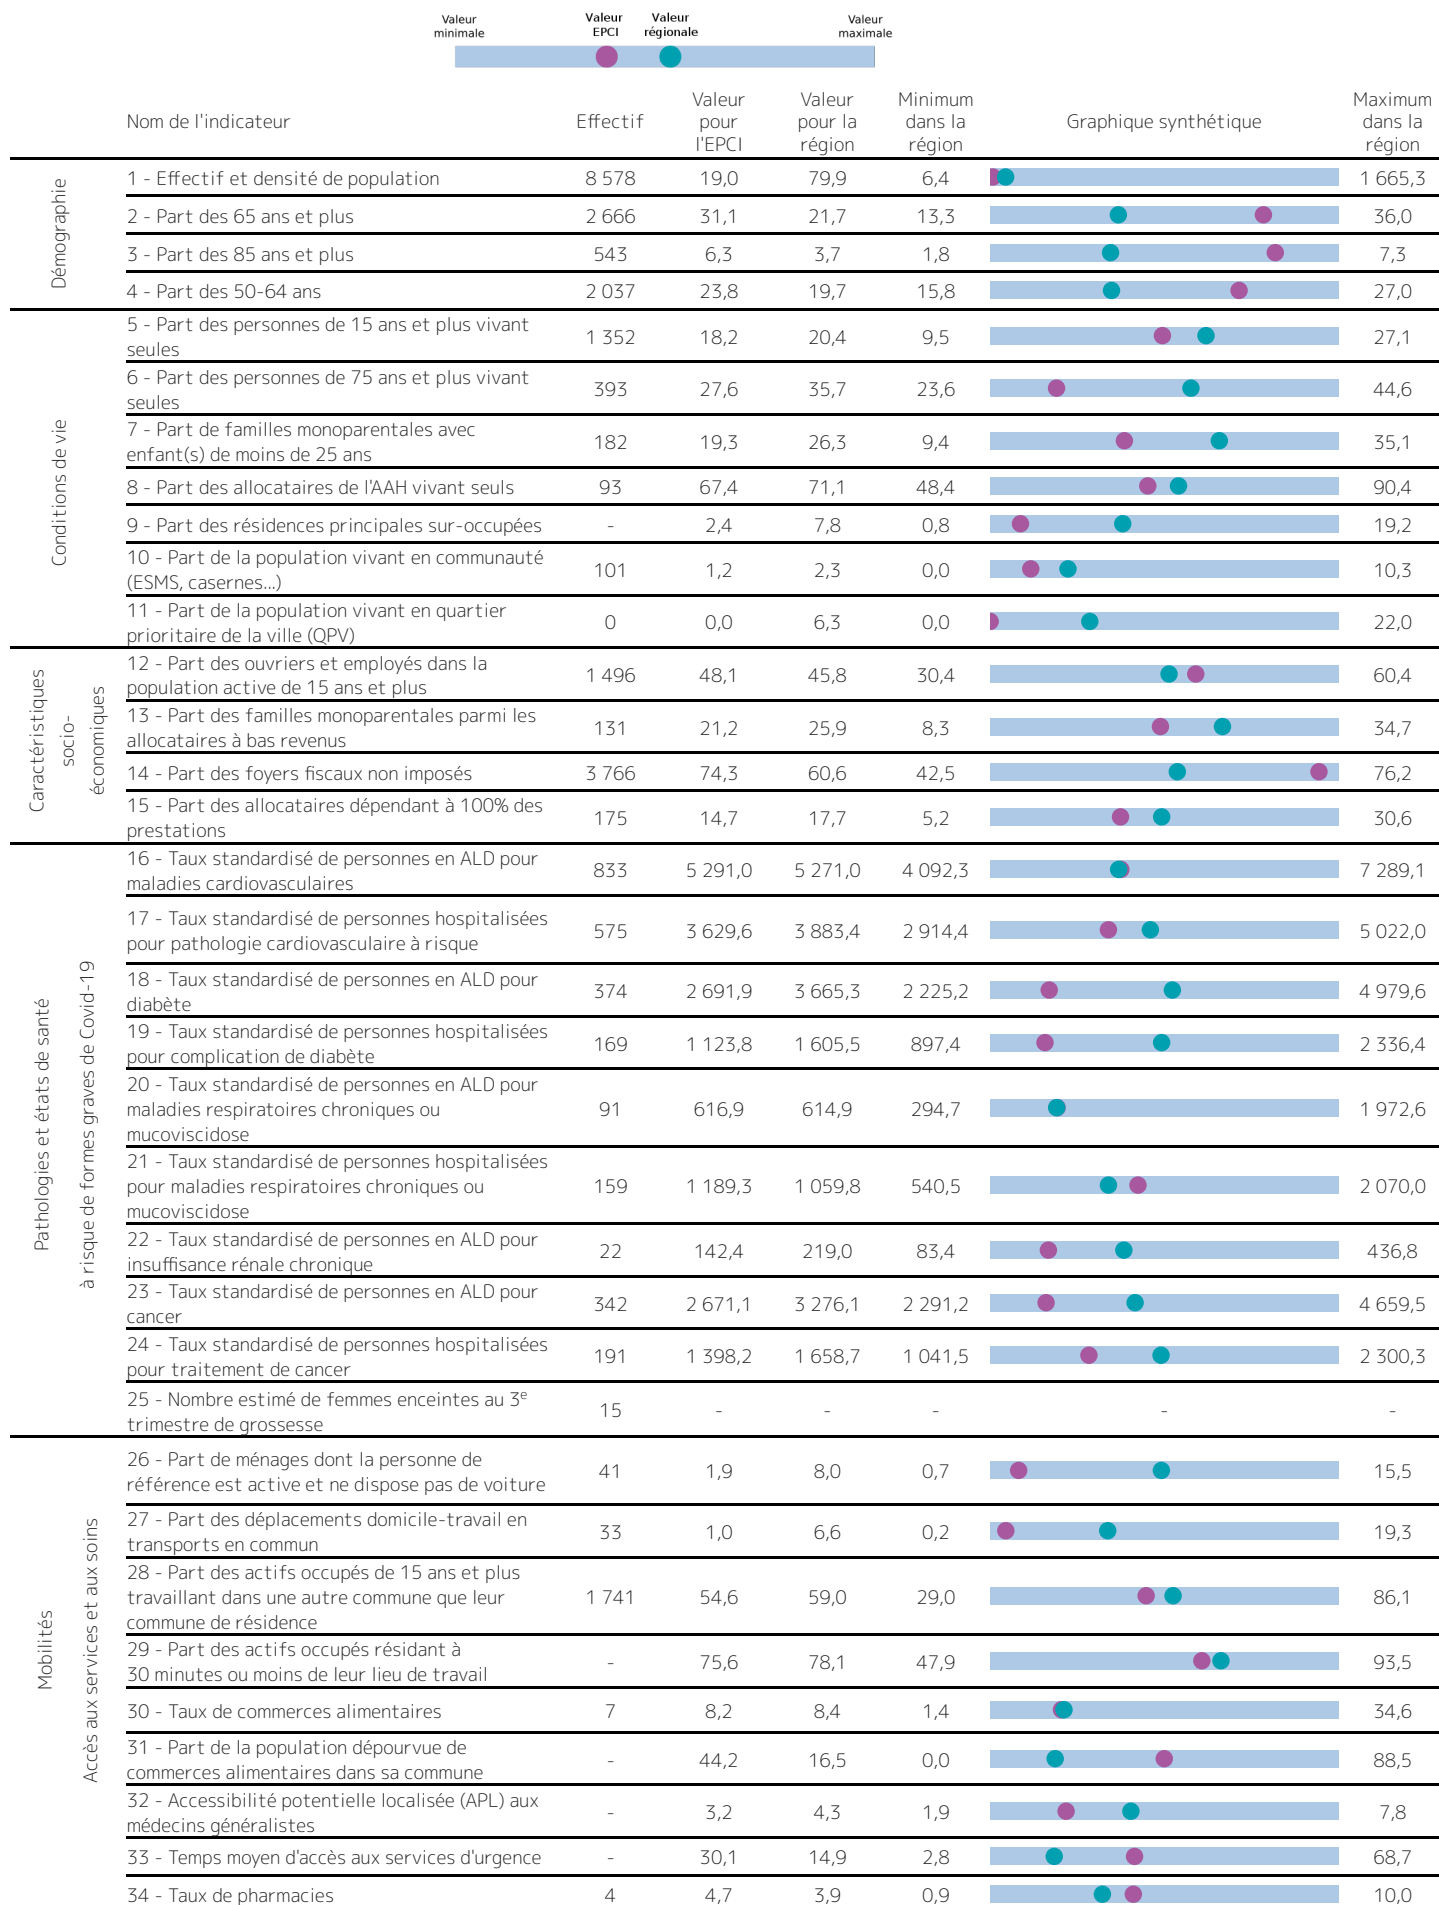 Valeur minimale
Valeur EPCI
Valeur régionale
Valeur maximale
Nom de l'indicateur Effectif Valeur pour l'EPCI Valeur pour la région Minimum dans la région Graphique synthétique Maximum dans la région
Démographie
1 - Effectif et densité de population 8 578 19,0 79,9 6,4 1 665,3
2 - Part des 65 ans et plus 2 666 31,1 21,7 13,3 36,0
3 - Part des 85 ans et plus 543 6,3 3,7 1,8 7,3
4 - Part des 50-64 ans 2 037 23,8 19,7 15,8 27,0
Conditions de vie
5 - Part des personnes de 15 ans et plus vivant
seules 1 352 18,2 20,4 9,5 27,1
6 - Part des personnes de 75 ans et plus vivant
seules 393 27,6 35,7 23,6 44,6
7 - Part de familles monoparentales avec
enfant(s) de moins de 25 ans 182 19,3 26,3 9,4 35,1
8 - Part des allocataires de l'AAH vivant seuls 93 67,4 71,1 48,4 90,4
9 - Part des résidences principales sur-occupées - 2,4 7,8 0,8 19,2
10 - Part de la population vivant en communauté
(ESMS, casernes...) 101 1,2 2,3 0,0 10,3
11 - Part de la population vivant en quartier
prioritaire de la ville (QPV) 0 0,0 6,3 0,0 22,0
Caractéristiques
socio-
économiques
12 - Part des ouvriers et employés dans la
population active de 15 ans et plus 1 496 48,1 45,8 30,4 60,4
13 - Part des familles monoparentales parmi les
allocataires à bas revenus 131 21,2 25,9 8,3 34,7
14 - Part des foyers fiscaux non imposés 3 766 74,3 60,6 42,5 76,2
15 - Part des allocataires dépendant à 100% des
prestations 175 14,7 17,7 5,2 30,6
Pathologies et états de santé
à risque de formes graves de Covid-19
16 - Taux standardisé de personnes en ALD pour
maladies cardiovasculaires 833 5 291,0 5 271,0 4 092,3 7 289,1
17 - Taux standardisé de personnes hospitalisées
pour pathologie cardiovasculaire à risque 575 3 629,6 3 883,4 2 914,4 5 022,0
18 - Taux standardisé de personnes en ALD pour
diabète 374 2 691,9 3 665,3 2 225,2 4 979,6
19 - Taux standardisé de personnes hospitalisées
pour complication de diabète 169 1 123,8 1 605,5 897,4 2 336,4
20 - Taux standardisé de personnes en ALD pour
maladies respiratoires chroniques ou
mucoviscidose 91 616,9 614,9 294,7 1 972,6
21 - Taux standardisé de personnes hospitalisées
pour maladies respiratoires chroniques ou
mucoviscidose 159 1 189,3 1 059,8 540,5 2 070,0
22 - Taux standardisé de personnes en ALD pour
insuffisance rénale chronique 22 142,4 219,0 83,4 436,8
23 - Taux standardisé de personnes en ALD pour
cancer 342 2 671,1 3 276,1 2 291,2 4 659,5
24 - Taux standardisé de personnes hospitalisées
pour traitement de cancer 191 1 398,2 1 658,7 1 041,5 2 300,3
25 - Nombre estimé de femmes enceintes au 3e
trimestre de grossesse 15 - - - - -
Mobilités
Accès aux services et aux soins
26 - Part de ménages dont la personne de
référence est active et ne dispose pas de voiture 41 1,9 8,0 0,7 15,5
27 - Part des déplacements domicile-travail en
transports en commun 33 1,0 6,6 0,2 19,3
28 - Part des actifs occupés de 15 ans et plus
travaillant dans une autre commune que leur
commune de résidence 1 741 54,6 59,0 29,0 86,1
29 - Part des actifs occupés résidant à
30 minutes ou moins de leur lieu de travail - 75,6 78,1 47,9 93,5
30 - Taux de commerces alimentaires 7 8,2 8,4 1,4 34,6
31 - Part de la population dépourvue de
commerces alimentaires dans sa commune - 44,2 16,5 0,0 88,5
32 - Accessibilité potentielle localisée (APL) aux
médecins généralistes - 3,2 4,3 1,9 7,8
33 - Temps moyen d'accès aux services d'urgence - 30,1 14,9 2,8 68,7
34 - Taux de pharmacies 4 4,7 3,9 0,9 10,0